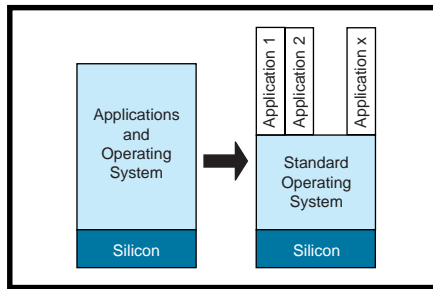 Applications
and
Operating
System
Silicon
Application 1
Application 2
Application x
Standard
Operating
System
Silicon